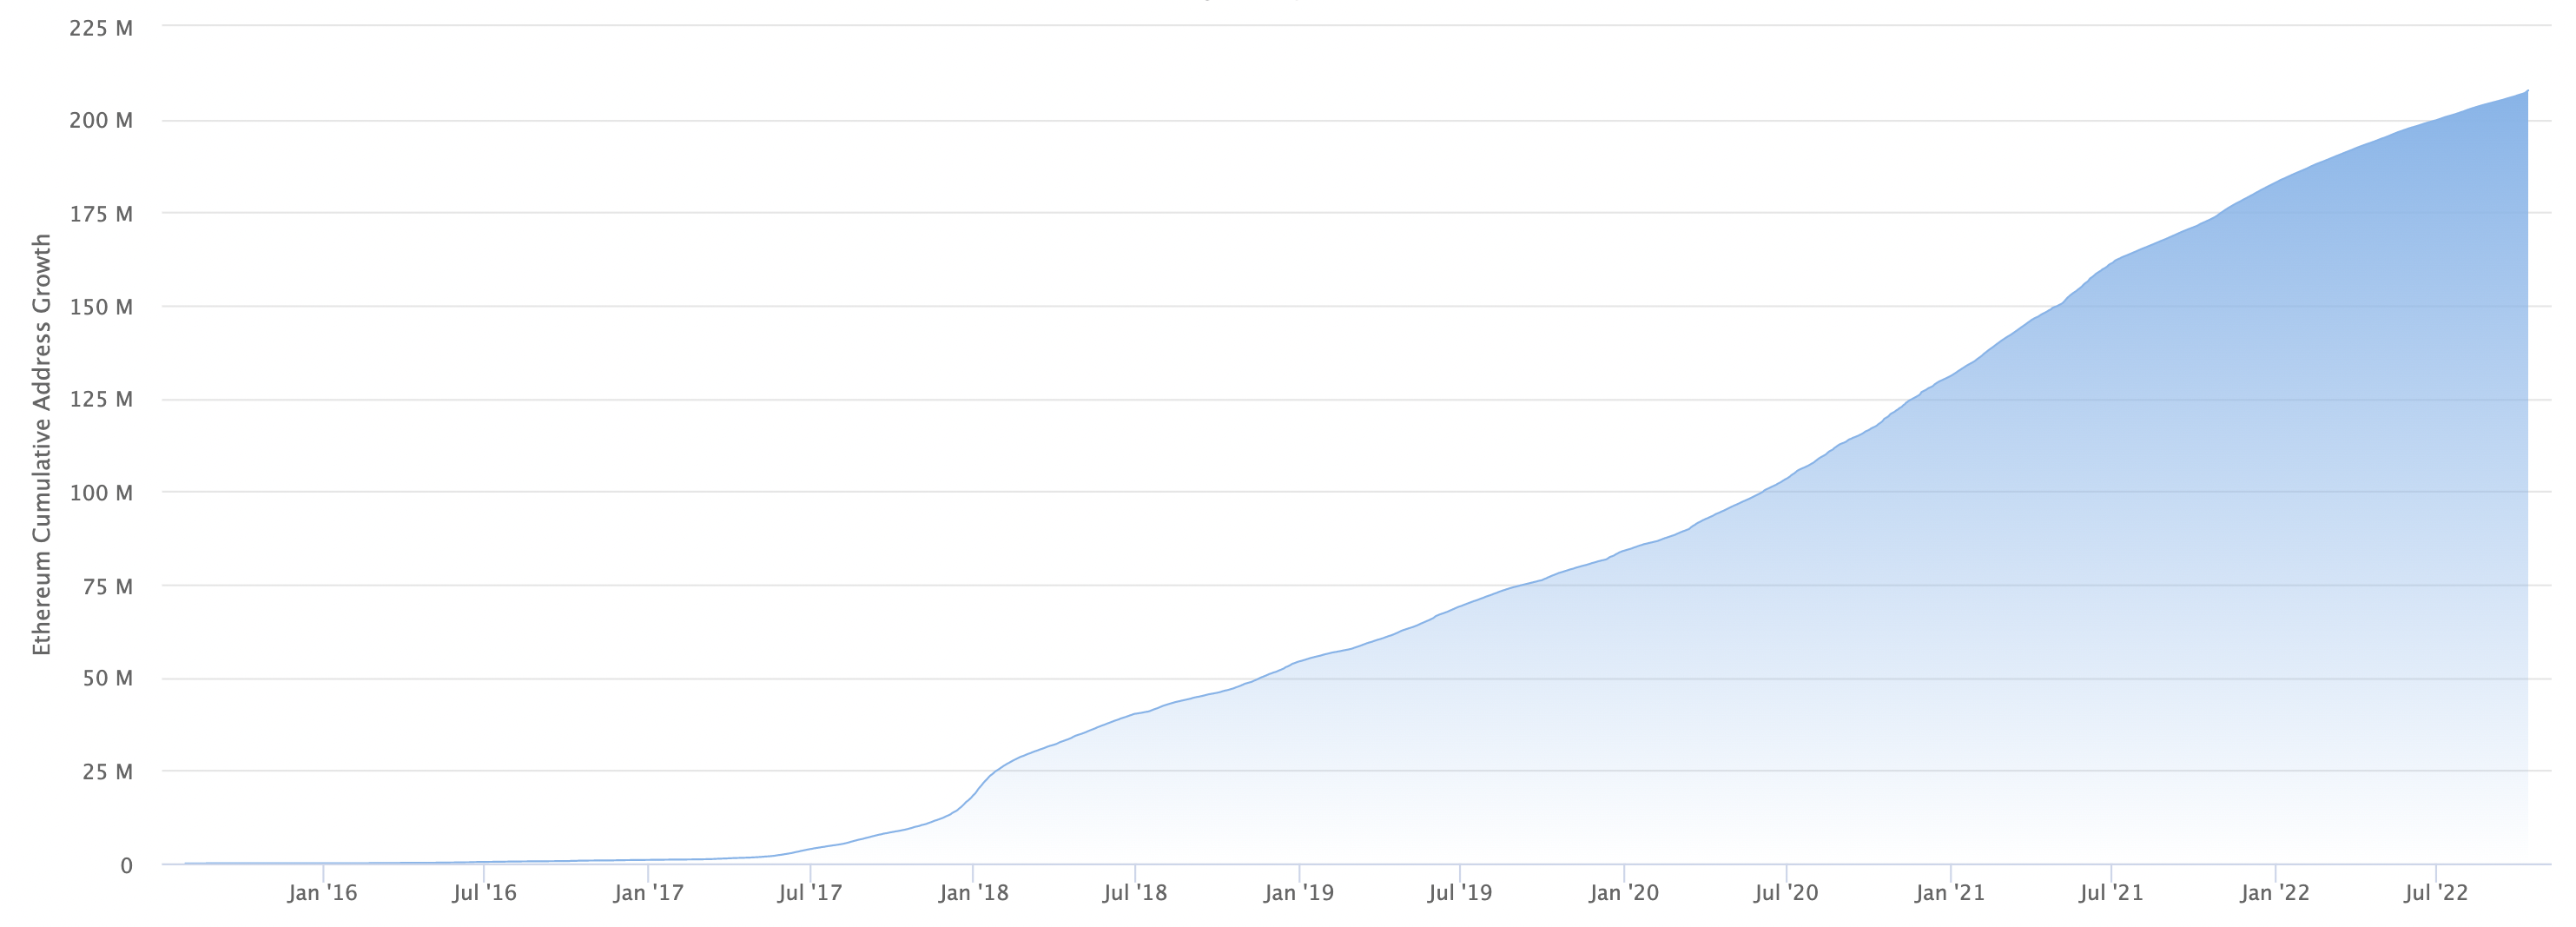 Ethereum Cumulative Address Growth
225 M
200 M
175 M
150 M
125 M
100 M
75 M
50 M
25 M
0
Jan '16
Jul '16
Jan '17
Jul '17
Jan '18
Jul '18
Jan '19
Jul '19
Jan '20
Jul '20
Jan '21
Jul '21
Jan '22
Jul '22